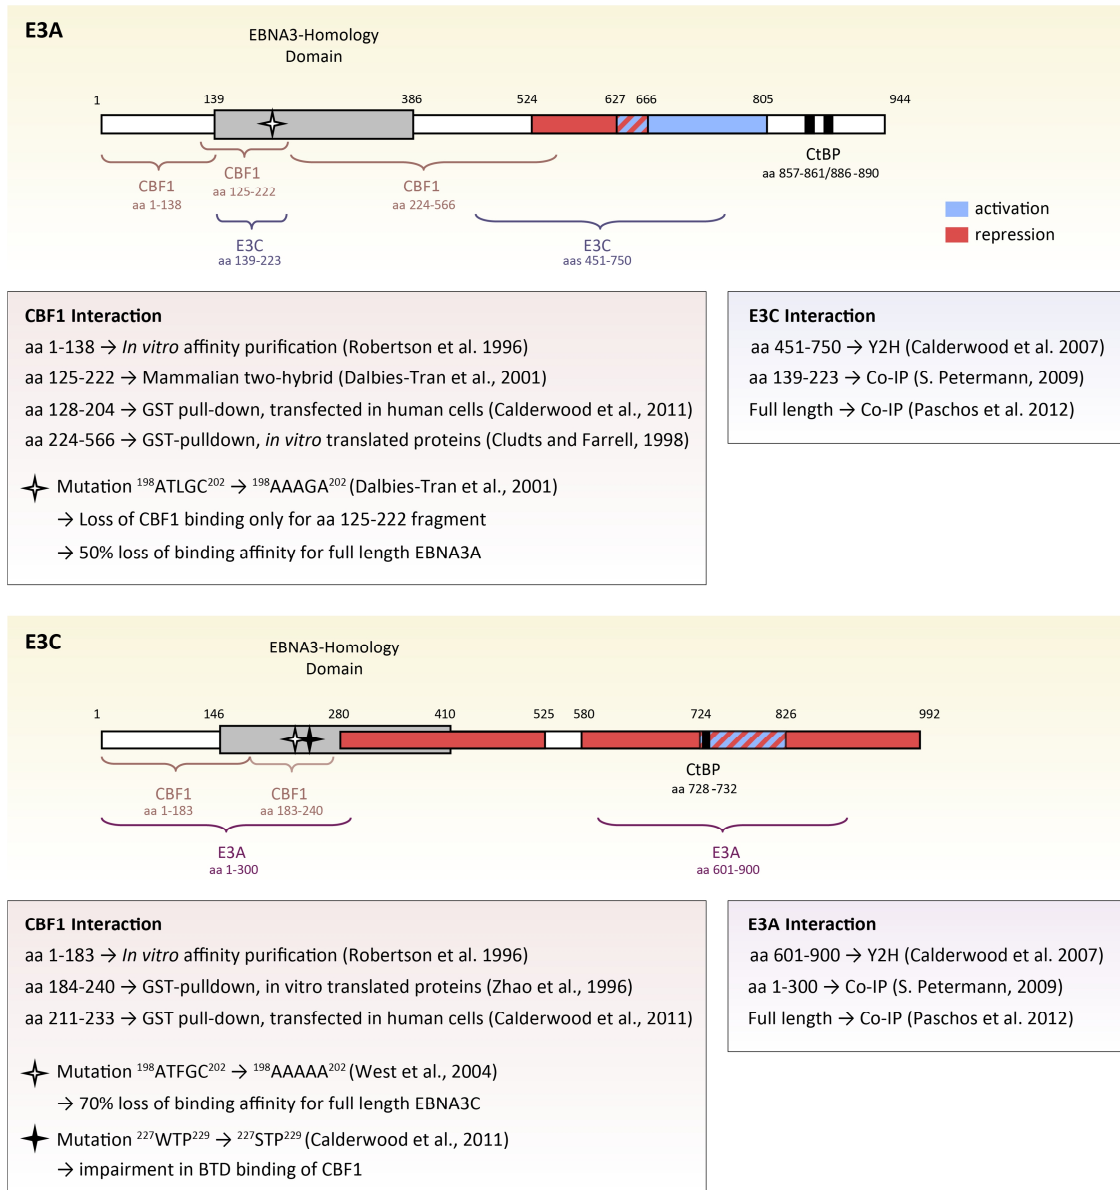 E3A
EBNA3-Homology
Domain
1 139 386 524 627 666 805 944
CBF1
aa 1-138
CBF1
aa 125-222
CBF1
aa 224-566
CtBP
aa 857-861/886-890
E3C
aa 139-223
E3C
aas 451-750
activation
repression
CBF1 Interaction
aa 1-138 → In vitro affinity purification (Robertson et al. 1996)
aa 125-222 → Mammalian two-hybrid (Dalbies-Tran et al., 2001)
aa 128-204 → GST pull-down, transfected in human cells (Calderwood et al., 2011)
aa 224-566 → GST-pulldown, in vitro translated proteins (Cludts and Farrell, 1998)
Mutation ¹⁹⁸ATLGC²⁰² → ¹⁹⁸AAAGA²⁰² (Dalbies-Tran et al., 2001)
→ Loss of CBF1 binding only for aa 125-222 fragment
→ 50% loss of binding affinity for full length EBNA3A
E3C Interaction
aa 451-750 → Y2H (Calderwood et al. 2007)
aa 139-223 → Co-IP (S. Petermann, 2009)
Full length → Co-IP (Paschos et al. 2012)
E3C
EBNA3-Homology
Domain
1 146 280 410 525 580 724 826 992
CBF1
aa 1-183
CBF1
aa 183-240
CtBP
aa 728-732
E3A
aa 1-300
E3A
aa 601-900
CBF1 Interaction
aa 1-183 → In vitro affinity purification (Robertson et al. 1996)
aa 184-240 → GST-pulldown, in vitro translated proteins (Zhao et al., 1996)
aa 211-233 → GST pull-down, transfected in human cells (Calderwood et al., 2011)
Mutation ¹⁹⁸ATFGC²⁰² → ¹⁹⁸AAAAA²⁰² (West et al., 2004)
→ 70% loss of binding affinity for full length EBNA3C
Mutation ²²⁷WTP²²⁹ → ²²⁷STP²²⁹ (Calderwood et al., 2011)
→ impairment in BTD binding of CBF1
E3A Interaction
aa 601-900 → Y2H (Calderwood et al. 2007)
aa 1-300 → Co-IP (S. Petermann, 2009)
Full length → Co-IP (Paschos et al. 2012)